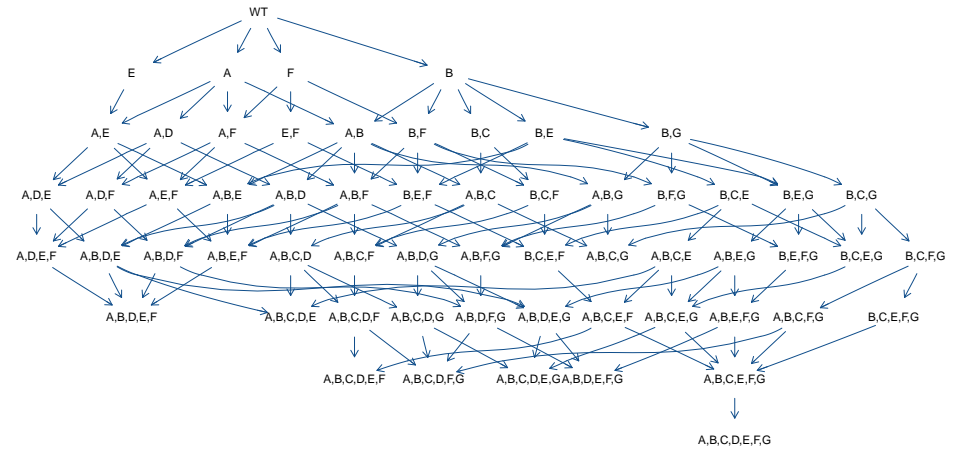 WT
E A F B
A,E A,D A,F E,F A,B B,F B,C B,E B,G
A,D,E A,D,F A,E,F A,B,E A,B,D A,B,F B,E,F A,B,C B,C,F A,B,G B,F,G B,C,E B,E,G B,C,G
A,D,E,F A,B,D,E A,B,D,F A,B,E,F A,B,C,D A,B,C,F A,B,D,G A,B,F,G B,C,E,F A,B,C,G A,B,C,E A,B,E,G B,E,F,G B,C,E,G B,C,F,G
A,B,D,E,F A,B,C,D,E A,B,C,D,F A,B,C,D,G A,B,D,F,G A,B,D,E,G A,B,C,E,F A,B,C,E,G A,B,E,F,G A,B,C,F,G B,C,E,F,G
A,B,C,D,E,F A,B,C,D,F,G A,B,C,D,E,G A,B,D,E,F,G A,B,C,E,F,G
A,B,C,D,E,F,G